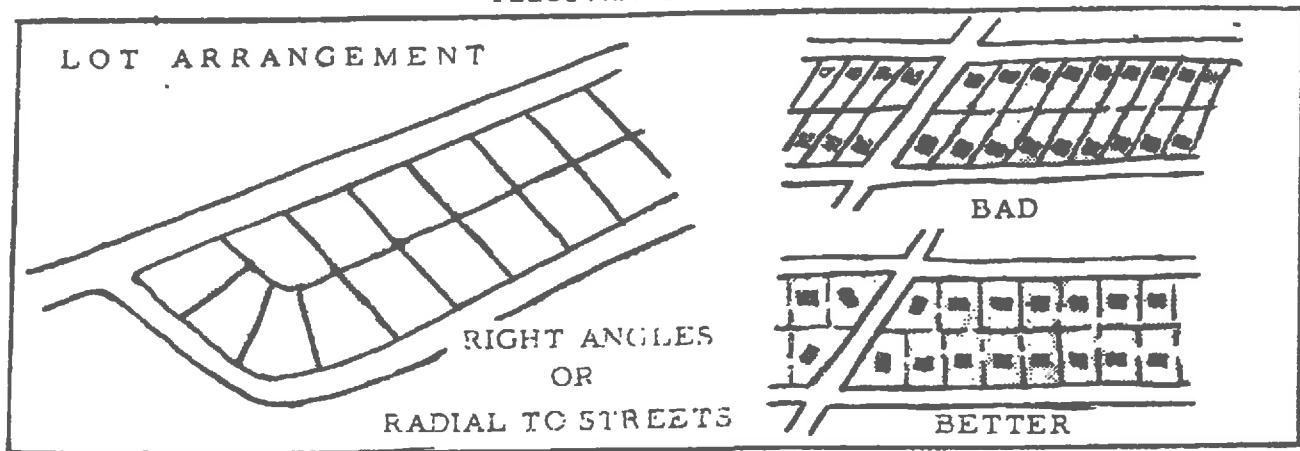 LOT ARRANGEMENT
RIGHT ANGLES
OR
RADIAL TO STREETS
BAD
BETTER